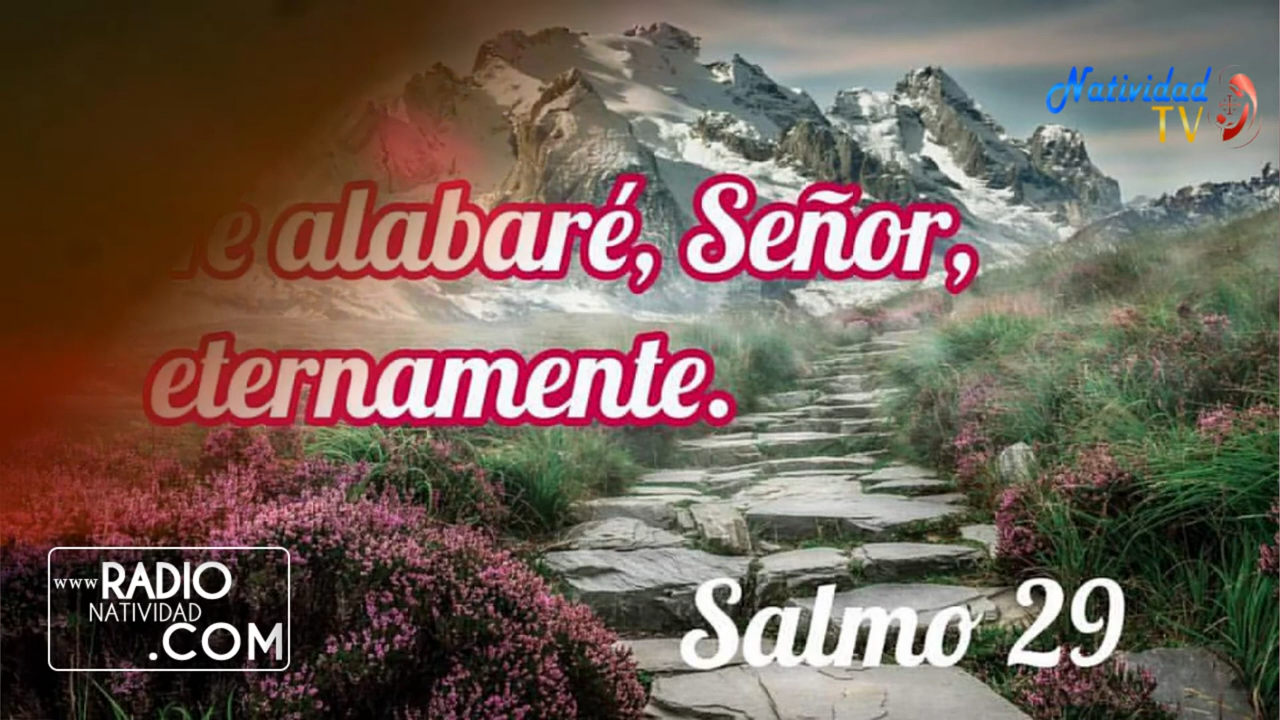 Natividad
TV
alabaré, Señor,
eternamente.
www RADIO
NATIVIDAD
.COM
Salmo 29